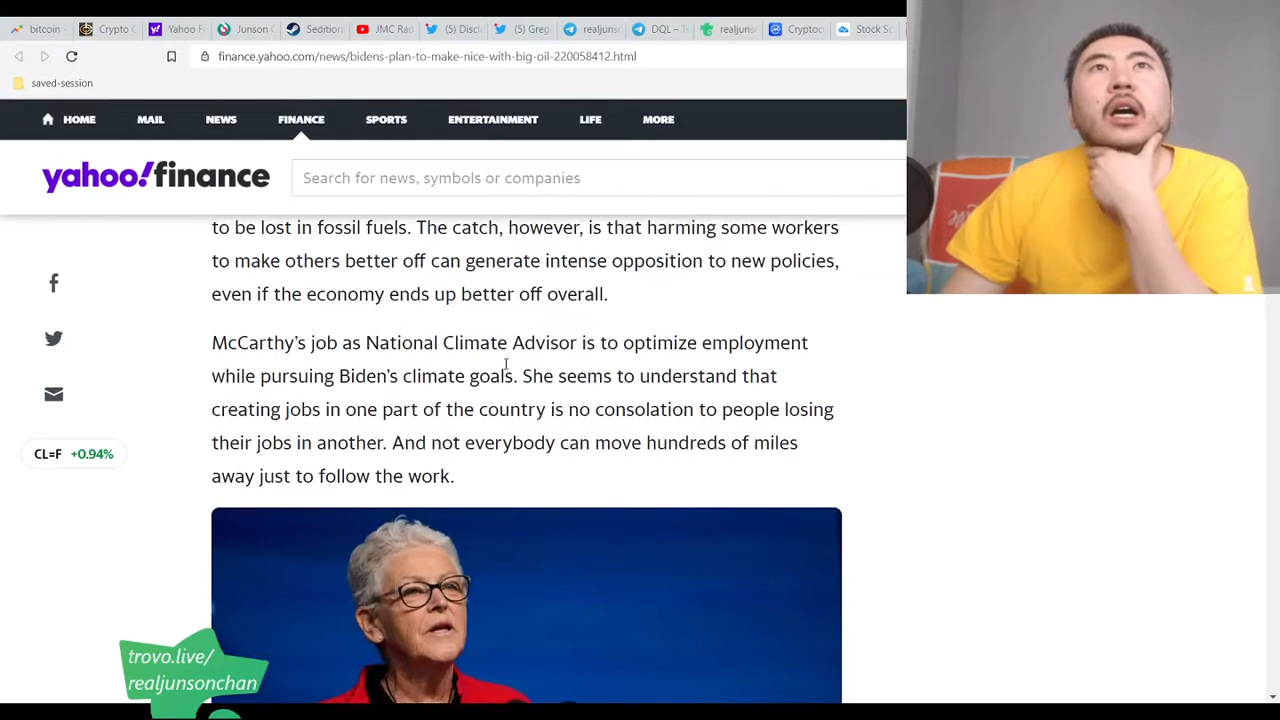 bitcoin
Crypto C
Yahoo F
Junson C
Sedition
JMC Rad
(5) Disc
(5) Greg
realjuns
DQL –
realjuns
Cryptoc
Stock Sc
finance.yahoo.com/news/bidens-plan-to-make-nice-with-big-oil-220058412.html
saved-session
HOME MAIL NEWS FINANCE SPORTS ENTERTAINMENT LIFE MORE
yahoo!finance
Search for news, symbols or companies
to be lost in fossil fuels. The catch, however, is that harming some workers
to make others better off can generate intense opposition to new policies,
even if the economy ends up better off overall.
McCarthy’s job as National Climate Advisor is to optimize employment
while pursuing Biden’s climate goals. She seems to understand that
creating jobs in one part of the country is no consolation to people losing
their jobs in another. And not everybody can move hundreds of miles
away just to follow the work.
CL=F +0.94%
trovo.live/
realjunsonchan